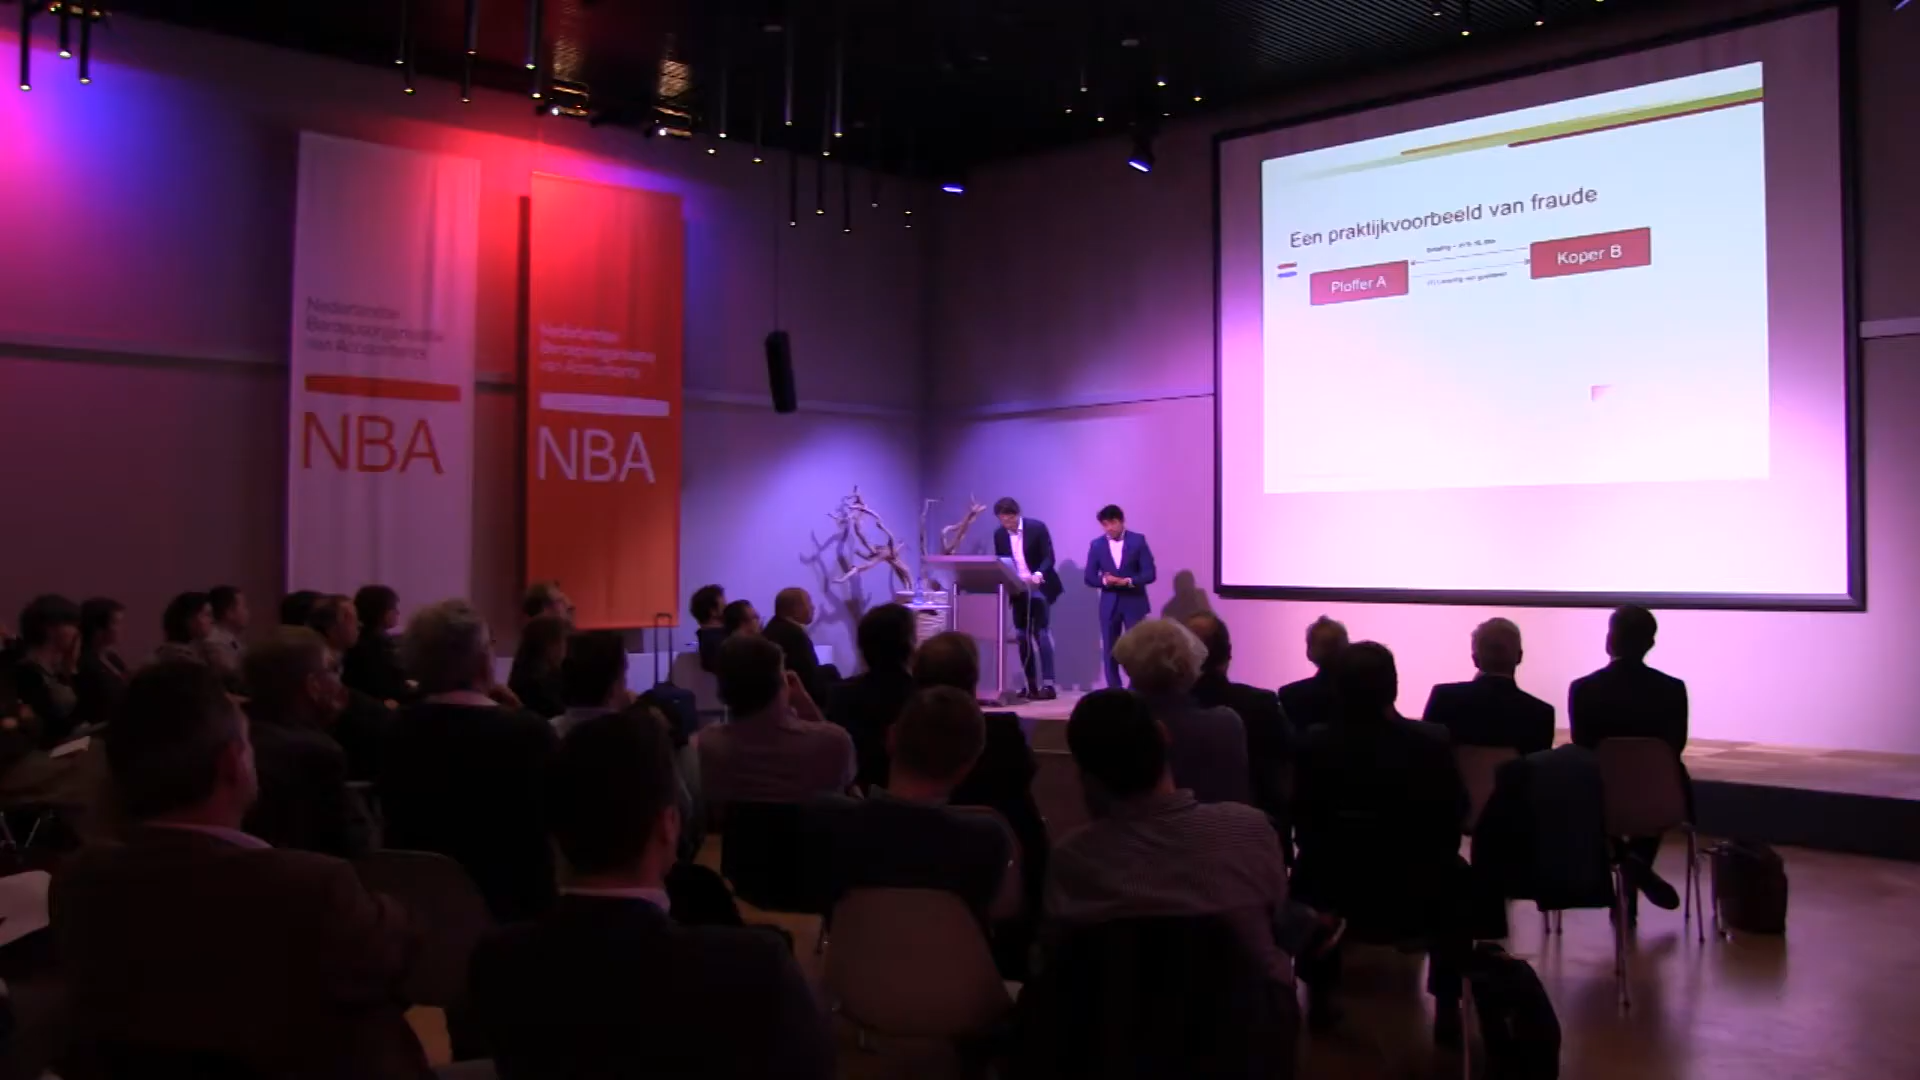 Nederlandse
Beroepsorganisatie
van Accountants
NBA
Nederlandse
Beroepsorganisatie
van Accountants
NBA
Een praktijkvoorbeeld van fraude
Ploffer A
Koper B